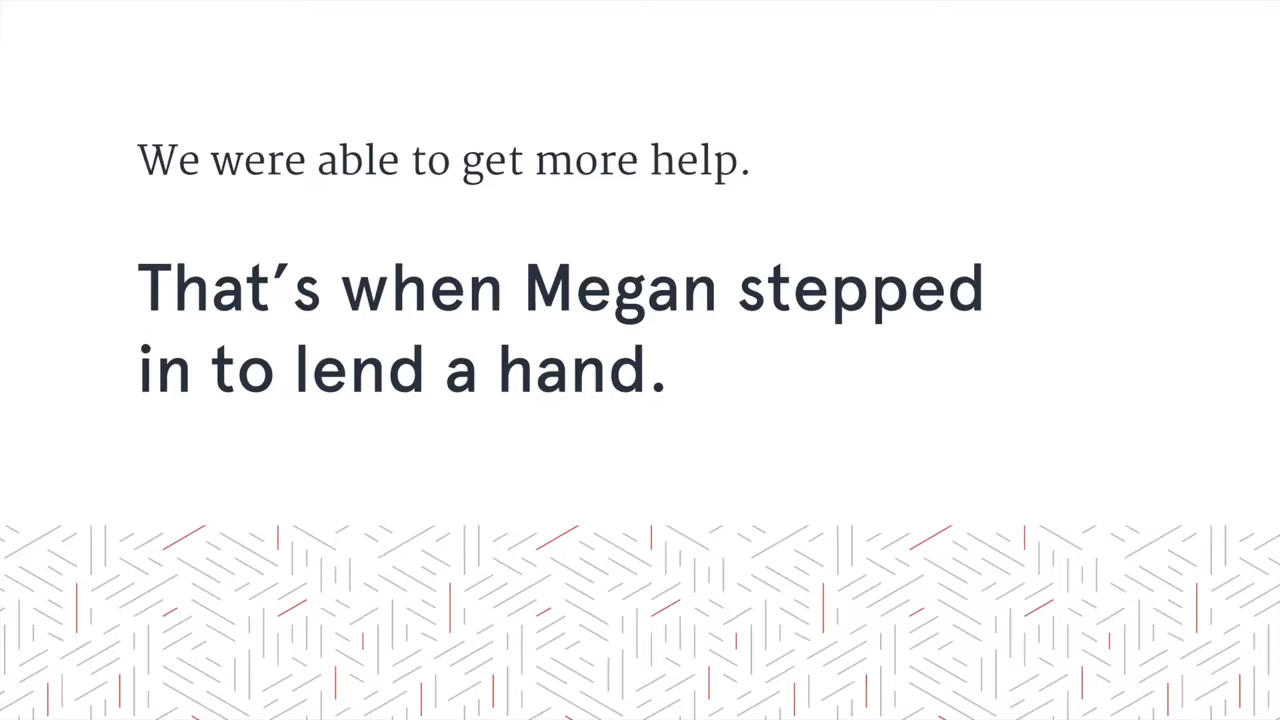 We were able to get more help.
That’s when Megan stepped
in to lend a hand.